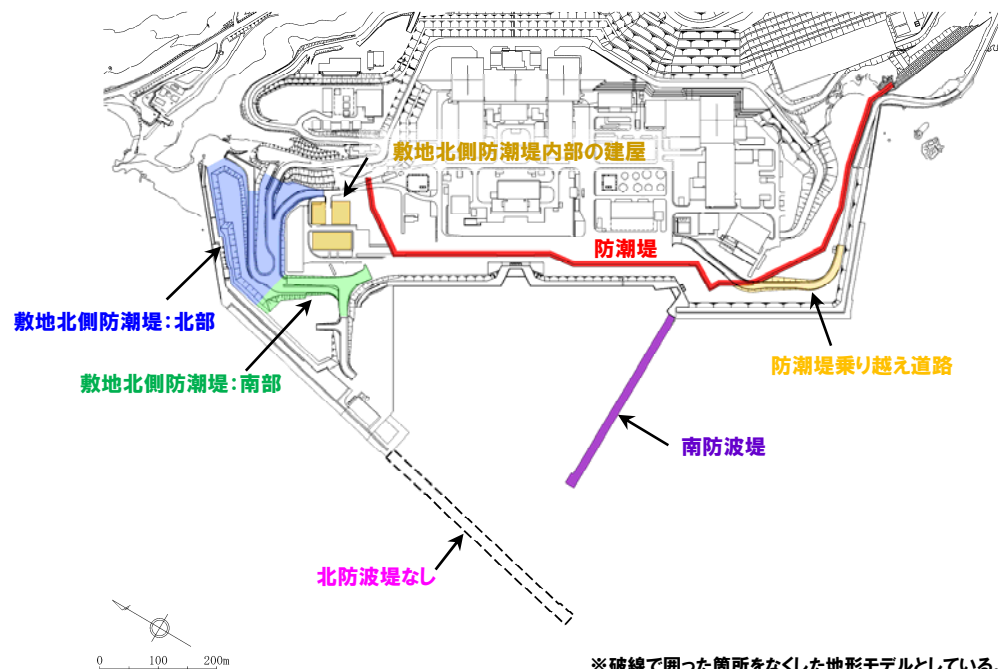 敷地北側防潮堤内部の建屋
防潮堤
敷地北側防潮堤:北部
防潮堤乗り越え道路
敷地北側防潮堤:南部
南防波堤
北防波堤なし
0 100 200m
※破線で囲った箇所をなくした地形モデルとしている。